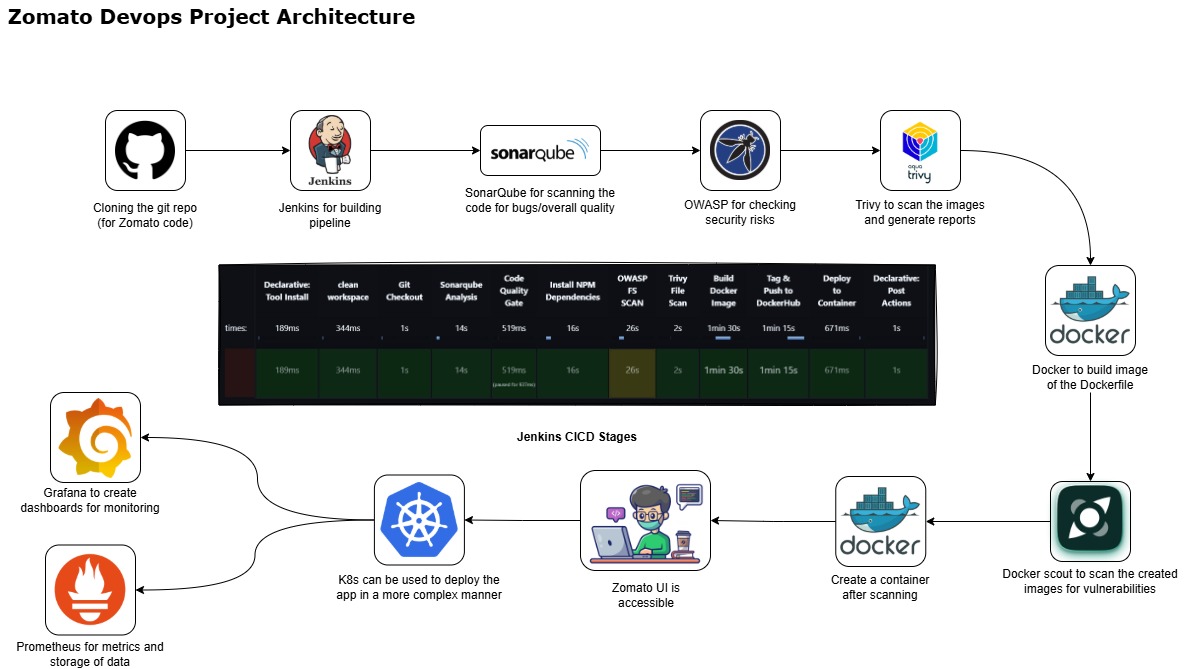 Zomato Devops Project Architecture
Jenkins
sonarqube
aqua
trivy
Cloning the git repo
(for Zomato code)
Jenkins for building
pipeline
SonarQube for scanning the
code for bugs/overall quality
OWASP for checking
security risks
Trivy to scan the images
and generate reports
Declarative:
Tool Install
clean
workspace
Git
Checkout
Sonarqube
Analysis
Code
Quality
Gate
Install NPM
Dependencies
OWASP
FS
SCAN
Trivy
File
Scan
Build
Docker
Image
Tag &
Push to
DockerHub
Deploy
to
Container
Declarative:
Post
Actions
times: 189ms 344ms 1s 14s 519ms 16s 26s 2s 1min 30s 1min 15s 671ms 1s
189ms 344ms 1s 14s 519ms 16s 26s 2s 1min 30s 1min 15s 671ms 1s
Jenkins CICD Stages
docker
Docker to build image
of the Dockerfile
Docker scout to scan the created
images for vulnerabilities
docker
Create a container
after scanning
Zomato UI is
accessible
K8s can be used to deploy the
app in a more complex manner
Grafana to create
dashboards for monitoring
Prometheus for metrics and
storage of data